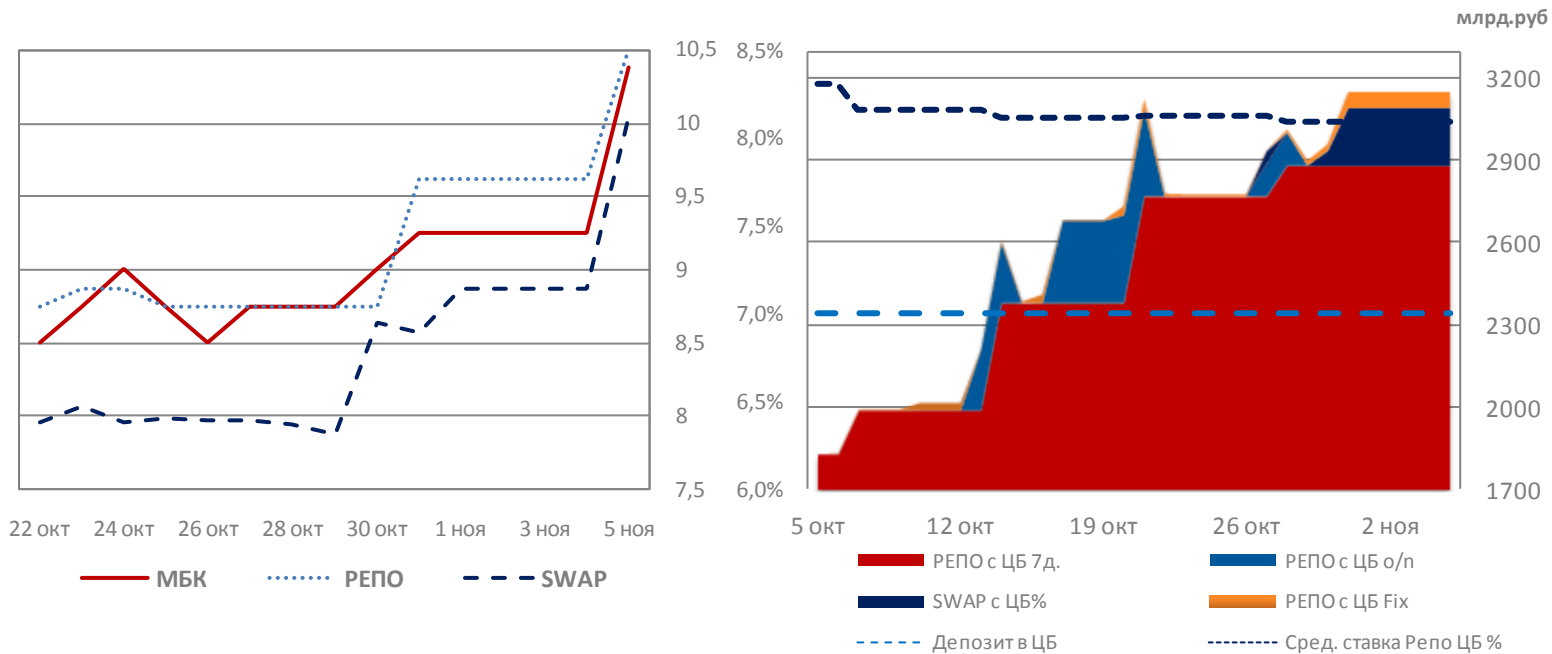 млрд.руб
10,5
10
9,5
9
8,5
8
7,5
22 окт 24 окт 26 окт 28 окт 30 окт 1 ноя 3 ноя 5 ноя
МБК РЕПО SWAP
8,5%
8,0%
7,5%
7,0%
6,5%
6,0%
3200
2900
2600
2300
2000
1700
5 окт 12 окт 19 окт 26 окт 2 ноя
РЕПО с ЦБ 7д. РЕПО с ЦБ o/n
SWAP с ЦБ% РЕПО с ЦБ Fix
Депозит в ЦБ Сред. ставка Репо ЦБ %